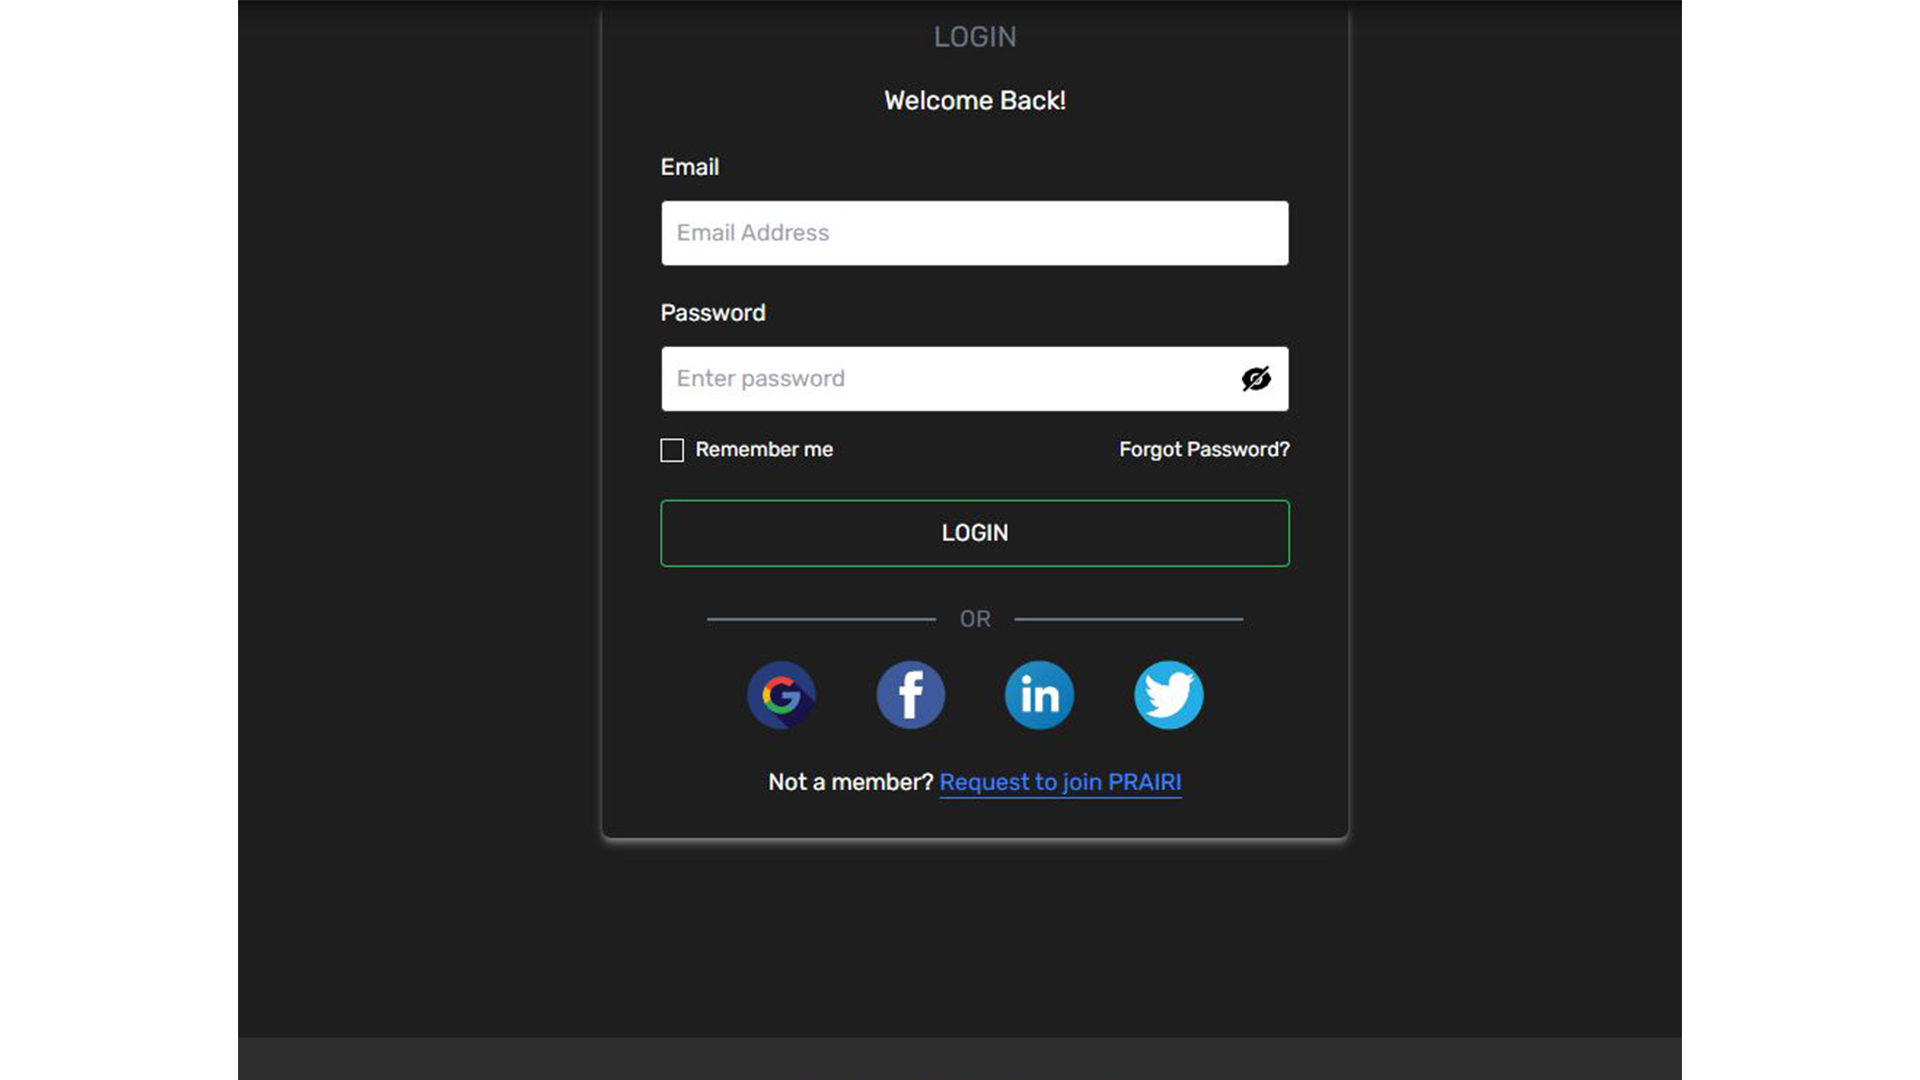 LOGIN
Welcome Back!
Email
Email Address
Password
Enter password
Remember me Forgot Password?
LOGIN
OR
G f in
Not a member? Request to join PRAIRI